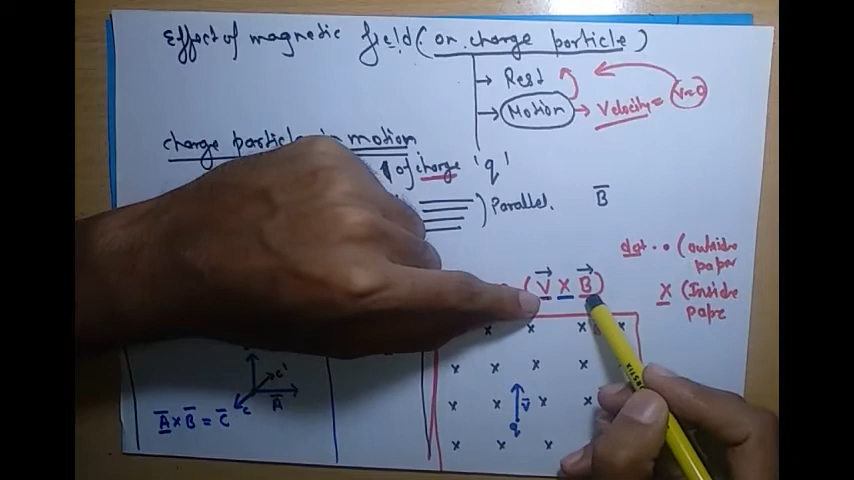 Effect of magnetic field (on charge particle)
Rest
Motion → Velocity = v=0
charge particle in motion
of charge 'q'
) Parallel. B
dot • • (outside
paper
(V X B)
X (Inside
pape
x x x x
x x x
x x x x
V
q
x x x
c'
c A
A × B = C